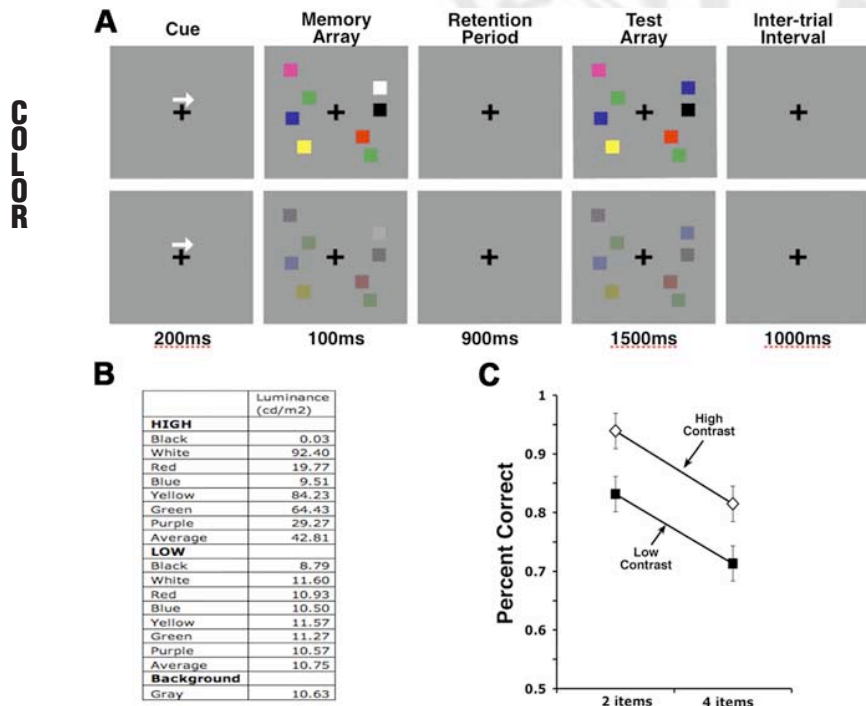 COLOR
A
Cue
Memory
Array
Retention
Period
Test
Array
Inter-trial
Interval
200ms
100ms
900ms
1500ms
1000ms
B
Luminance
(cd/m2)
HIGH
Black 0.03
White 92.40
Red 19.77
Blue 9.51
Yellow 84.23
Green 64.43
Purple 29.27
Average 42.81
LOW
Black 8.79
White 11.60
Red 10.93
Blue 10.50
Yellow 11.57
Green 11.27
Purple 10.57
Average 10.75
Background
Gray 10.63
C
Percent Correct
1
0.9
0.8
0.7
0.6
0.5
High
Contrast
Low
Contrast
2 items 4 items